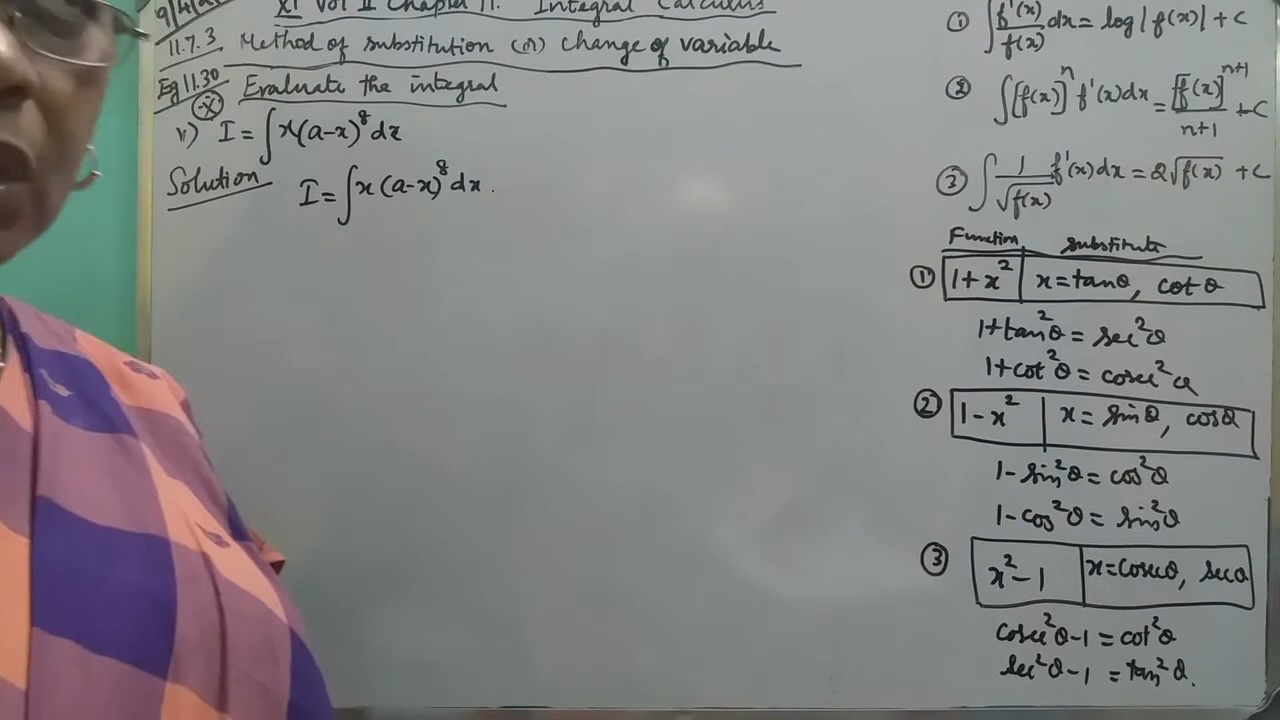 9/4/
XI Vol II Chapter 11. Integral Calculus
11.7.3 Method of substitution (or) change of variable
Eg 11.30 Evaluate the integral
v) I = ∫x(a-x)^8 dx
Solution I = ∫x(a-x)^8 dx.
① ∫f'(x)/f(x) dx = log|f(x)| + c
② ∫[f(x)]^n f'(x)dx = [f(x)]^(n+1)/(n+1) + c
③ ∫1/√f(x) f'(x)dx = 2√f(x) + c
Function Substitute
① 1+x² | x = tanθ, cotθ
1+tan²θ = sec²θ
1+cot²θ = cosec²θ
② 1-x² | x = sinθ, cosθ
1-sin²θ = cos²θ
1-cos²θ = sin²θ
③ x²-1 | x = cosecθ, secθ
cosec²θ-1 = cot²θ
sec²θ-1 = tan²θ.